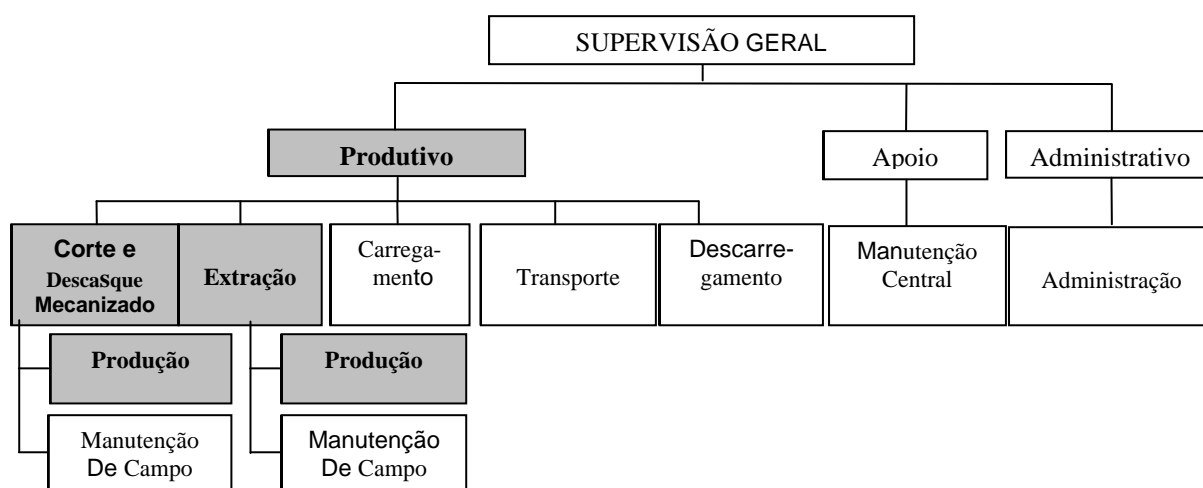 SUPERVISÃO GERAL
Produtivo
Apoio
Administrativo
Corte e
Descasque
Mecanizado
Extração
Carrega-
mento
Transporte
Descarre-
gamento
Manutenção
Central
Administração
Produção
Produção
Manutenção
De Campo
Manutenção
De Campo